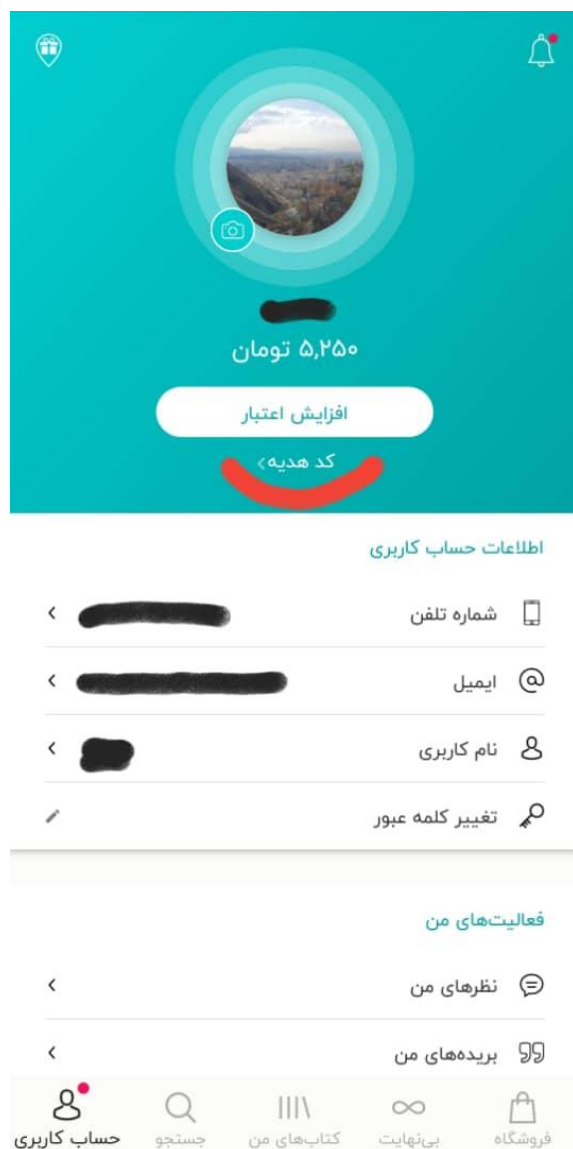 ۵,۲۵۰ تومان
افزایش اعتبار
کد هدیه
اطلاعات حساب کاربری
شماره تلفن
ایمیل
نام کاربری
تغییر کلمه عبور
فعالیت‌های من
نظرهای من
بریده‌های من
فروشگاه
بی‌نهایت
کتاب‌های من
جستجو
حساب کاربری